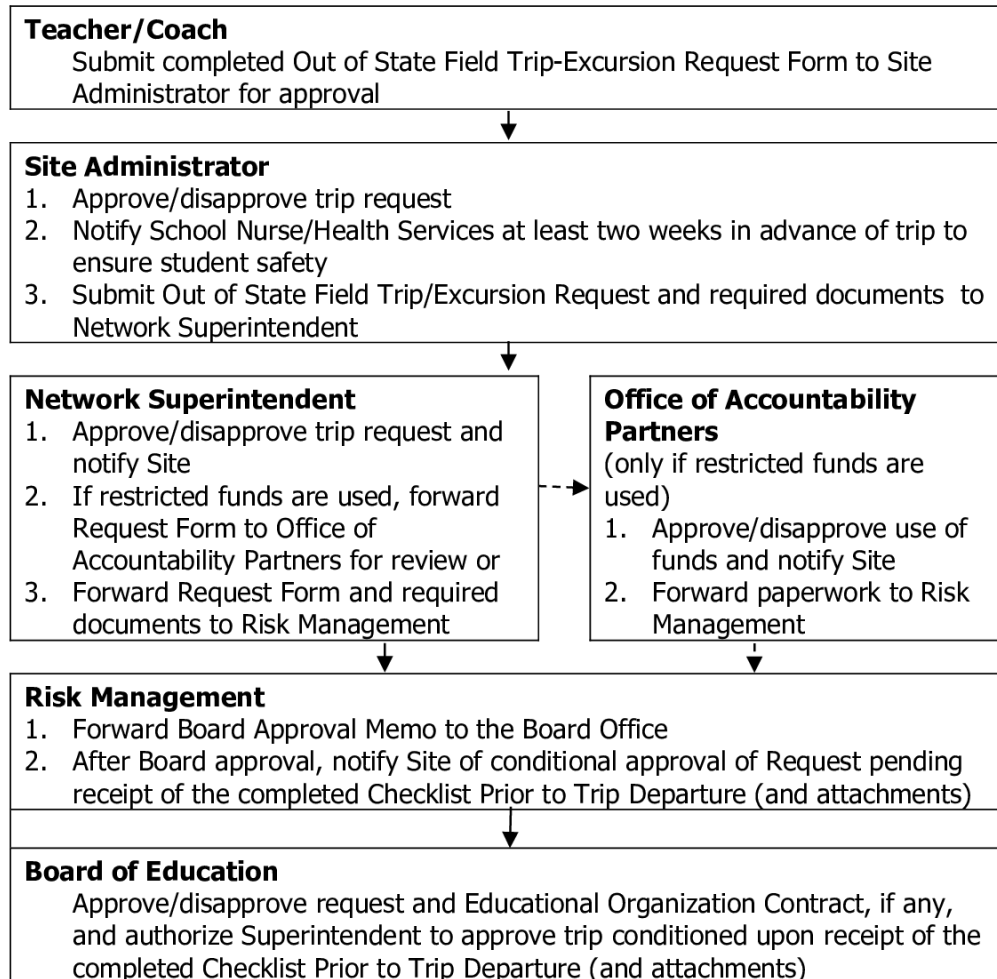 Teacher/Coach
Submit completed Out of State Field Trip-Excursion Request Form to Site
Administrator for approval
Site Administrator
1. Approve/disapprove trip request
2. Notify School Nurse/Health Services at least two weeks in advance of trip to
ensure student safety
3. Submit Out of State Field Trip/Excursion Request and required documents to
Network Superintendent
Network Superintendent
1. Approve/disapprove trip request and
notify Site
2. If restricted funds are used, forward
Request Form to Office of
Accountability Partners for review or
3. Forward Request Form and required
documents to Risk Management
Office of Accountability
Partners
(only if restricted funds are
used)
1. Approve/disapprove use of
funds and notify Site
2. Forward paperwork to Risk
Management
Risk Management
1. Forward Board Approval Memo to the Board Office
2. After Board approval, notify Site of conditional approval of Request pending
receipt of the completed Checklist Prior to Trip Departure (and attachments)
Board of Education
Approve/disapprove request and Educational Organization Contract, if any,
and authorize Superintendent to approve trip conditioned upon receipt of the
completed Checklist Prior to Trip Departure (and attachments)